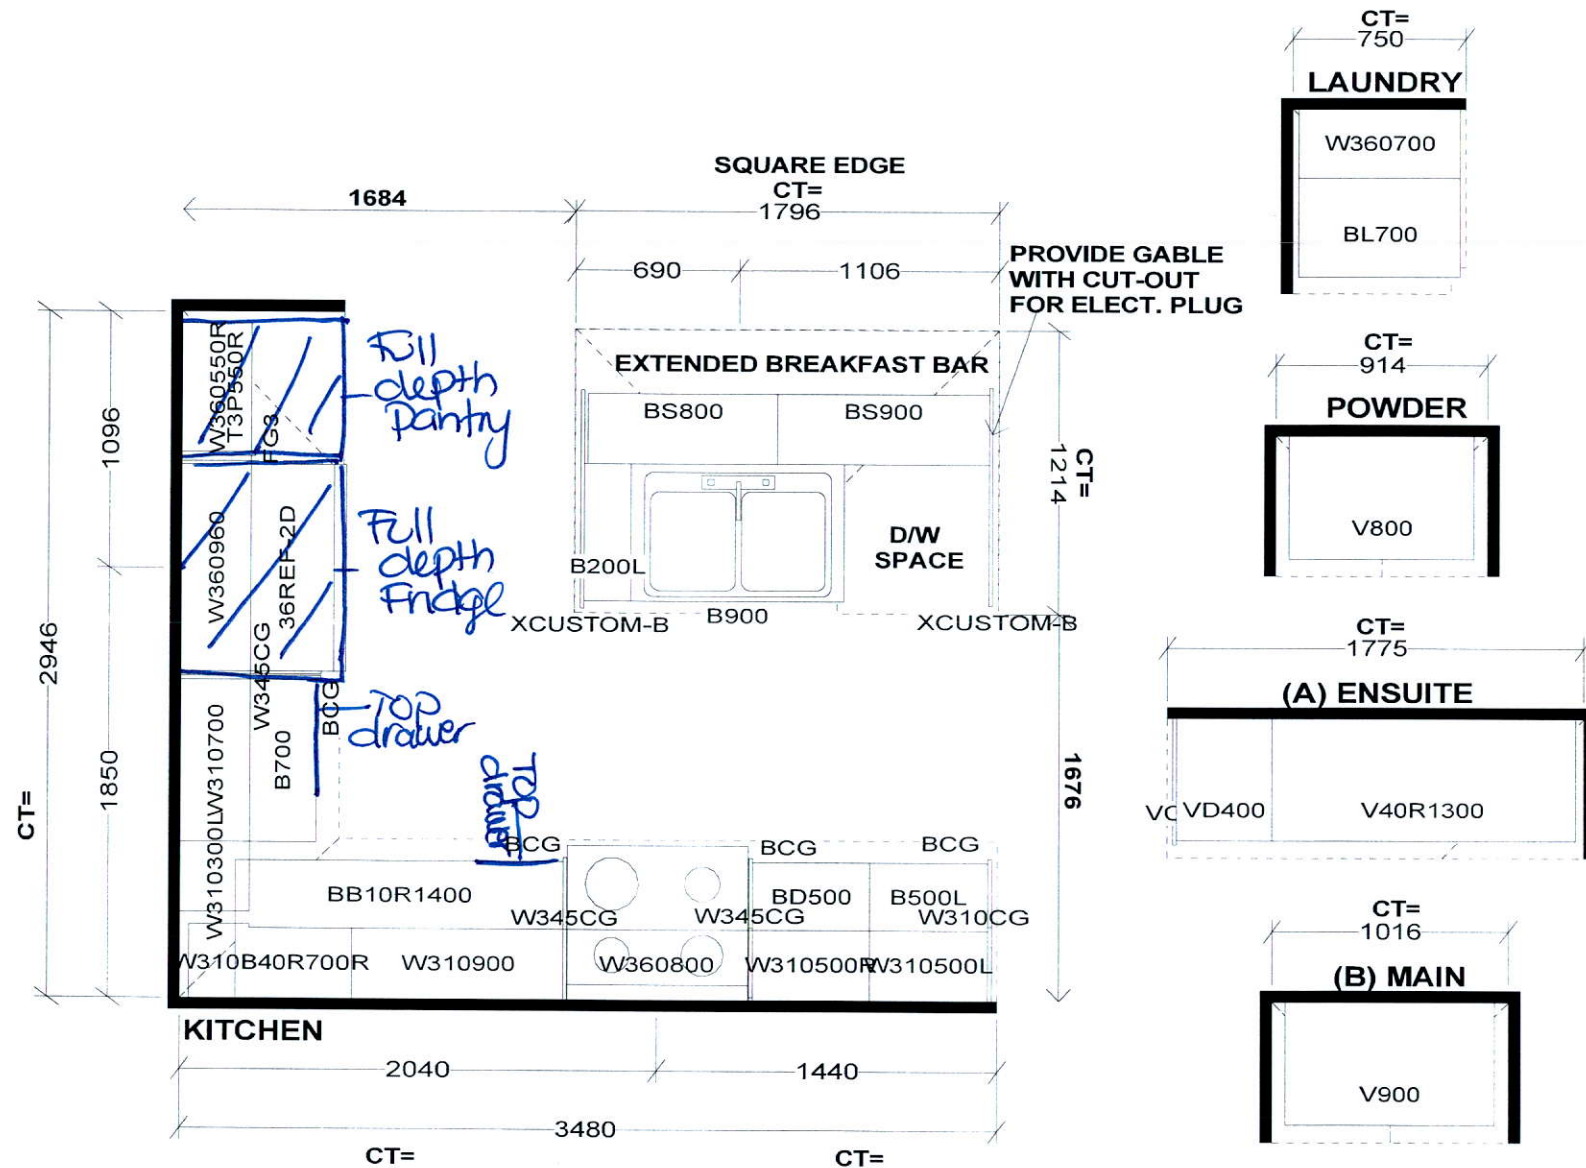 CT=
750
LAUNDRY
W360700
BL700
SQUARE EDGE
CT=
1796
1684
690
1106
PROVIDE GABLE
WITH CUT-OUT
FOR ELECT. PLUG
EXTENDED BREAKFAST BAR
BS800
BS900
CT=
1214
D/W
SPACE
B200L
B900
XCUSTOM-B
XCUSTOM-B
1676
W360550R
T3P550R
FG3
Full
depth
Pantry
W360960
36REF-2D
Full
depth
Fridge
W345CG
BCG
Top
drawer
B700
W310300LW310700
Top
drawer
1096
1850
2946
CT=
BCG
BCG
BCG
BB10R1400
BD500
B500L
W345CG
W345CG
W310CG
W310B40R700R
W310900
W360800
W310500R
W310500L
KITCHEN
2040
1440
3480
CT=
CT=
CT=
914
POWDER
V800
CT=
1775
(A) ENSUITE
VD400
V40R1300
CT=
1016
(B) MAIN
V900